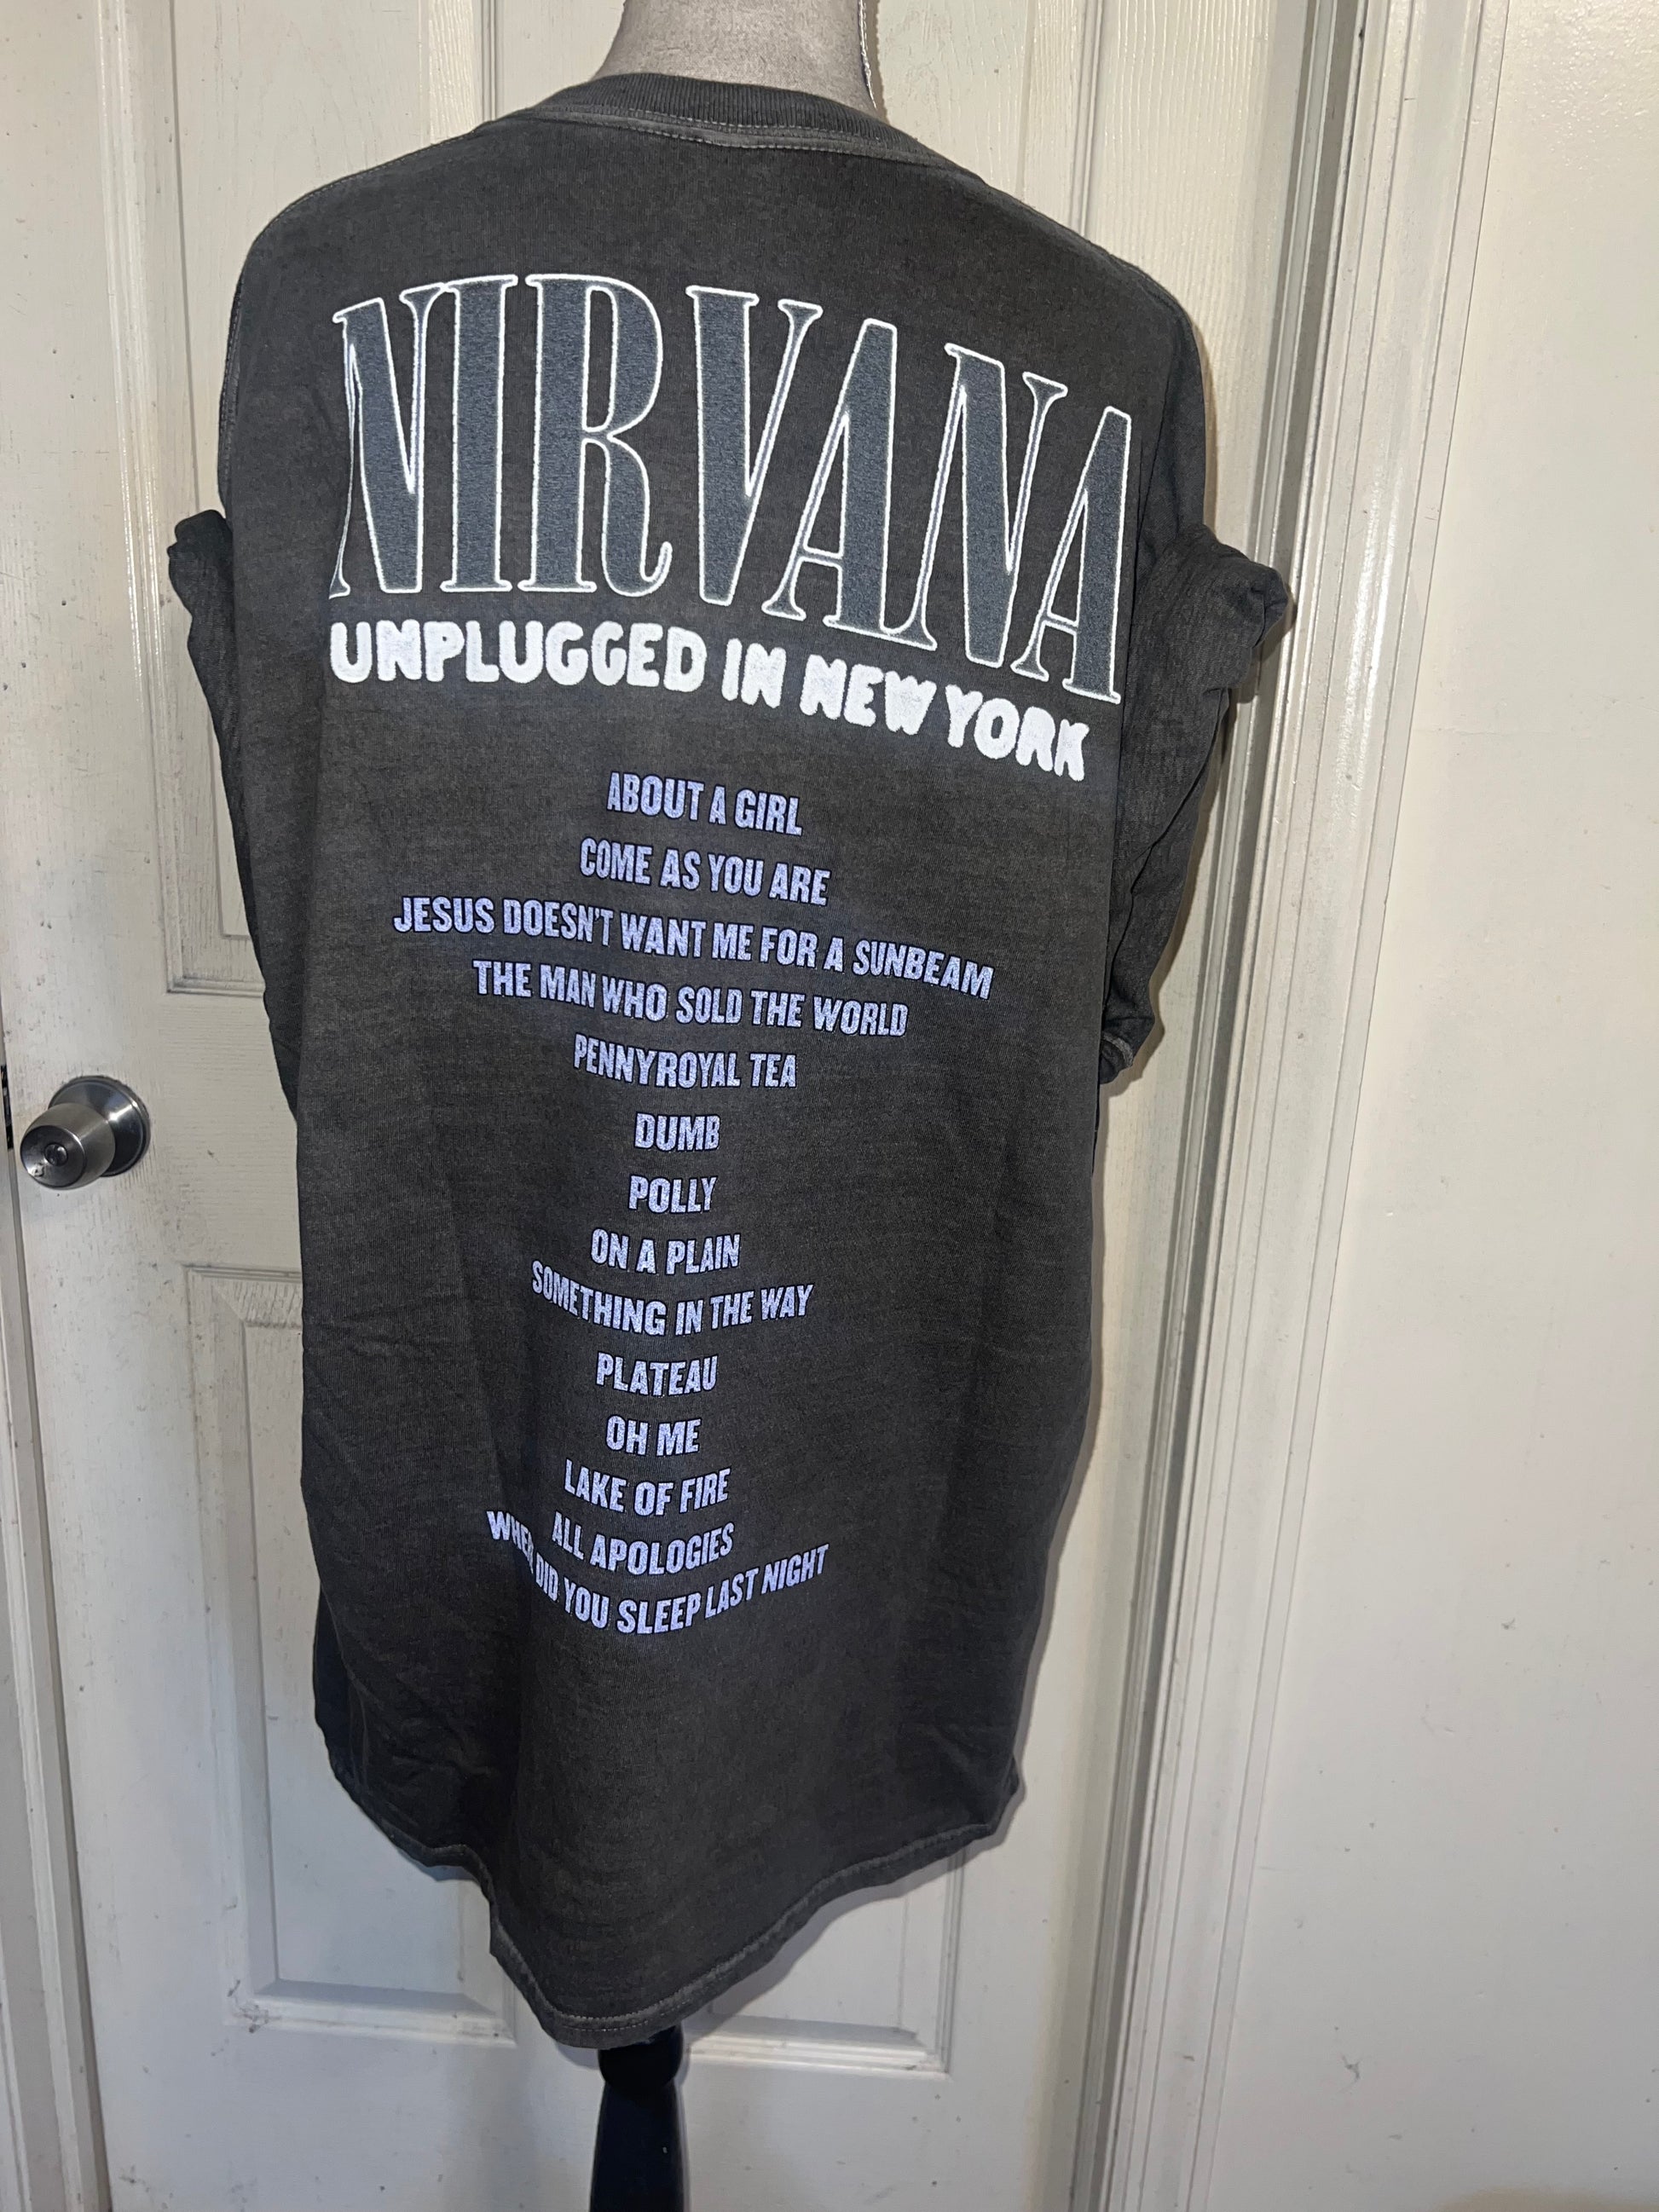 NIRVANA
UNPLUGGED IN NEW YORK
ABOUT A GIRL
COME AS YOU ARE
JESUS DOESN'T WANT ME FOR A SUNBEAM
THE MAN WHO SOLD THE WORLD
PENNYROYAL TEA
DUMB
POLLY
ON A PLAIN
SOMETHING IN THE WAY
PLATEAU
OH ME
LAKE OF FIRE
ALL APOLOGIES
WHERE DID YOU SLEEP LAST NIGHT